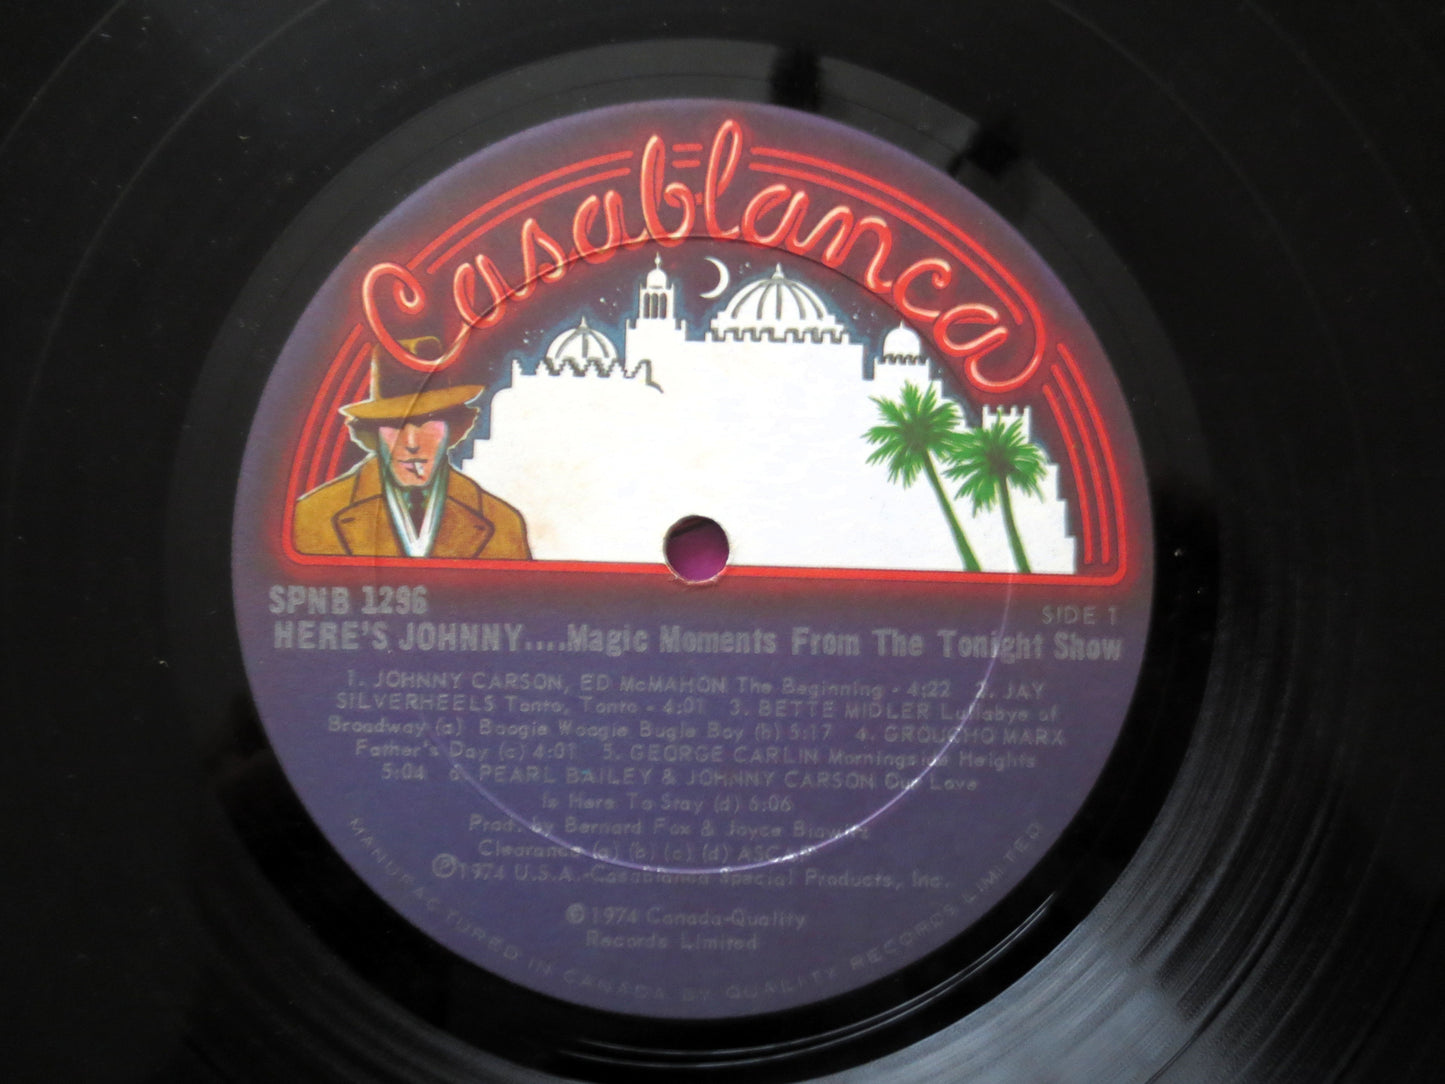 Casablanca
SPNB 1296
SIDE 1
HERE'S JOHNNY....Magic Moments From The Tonight Show
1. JOHNNY CARSON, ED McMAHON The Beginning - 4:22 2. JAY
SILVERHEELS Tonto, Tonto - 4:01 3. BETTE MIDLER Lullabye of
Broadway (a) Boogie Woogie Bugle Boy (b) 5:17 4. GROUCHO MARX
Father's Day (c) 4:01 5. GEORGE CARLIN Morningside Heights
5:04 6. PEARL BAILEY & JOHNNY CARSON Our Love
Is Here To Stay (d) 6:06
Prod. by Bernard Fox & Joyce
Clearance (a) (b) (c) (d) ASCAP
Ⓟ1974 U.S.A.-Casablanca Special Products, Inc.
©1974 Canada-Quality
Records Limited
MANUFACTURED IN CANADA BY QUALITY RECORDS LIMITED